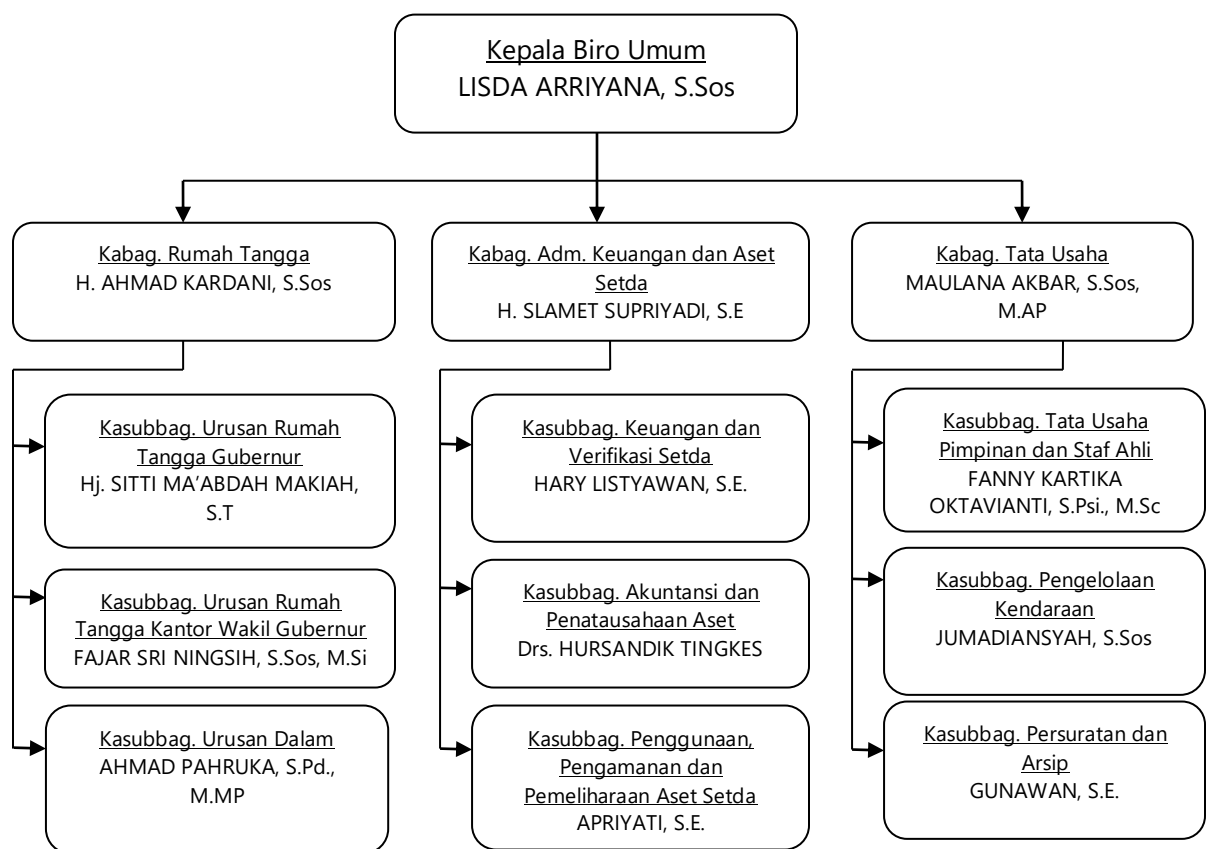 Kepala Biro Umum
LISDA ARRIYANA, S.Sos
Kabag. Rumah Tangga
H. AHMAD KARDANI, S.Sos
Kabag. Adm. Keuangan dan Aset
Setda
H. SLAMET SUPRIYADI, S.E
Kabag. Tata Usaha
MAULANA AKBAR, S.Sos,
M.AP
Kasubbag. Urusan Rumah
Tangga Gubernur
Hj. SITTI MA’ABDAH MAKIAH,
S.T
Kasubbag. Keuangan dan
Verifikasi Setda
HARY LISTYAWAN, S.E.
Kasubbag. Tata Usaha
Pimpinan dan Staf Ahli
FANNY KARTIKA
OKTAVIANTI, S.Psi., M.Sc
Kasubbag. Urusan Rumah
Tangga Kantor Wakil Gubernur
FAJAR SRI NINGSIH, S.Sos, M.Si
Kasubbag. Akuntansi dan
Penatausahaan Aset
Drs. HURSANDIK TINGKES
Kasubbag. Pengelolaan
Kendaraan
JUMADIANSYAH, S.Sos
Kasubbag. Urusan Dalam
AHMAD PAHRUKA, S.Pd.,
M.MP
Kasubbag. Penggunaan,
Pengamanan dan
Pemeliharaan Aset Setda
APRIYATI, S.E.
Kasubbag. Persuratan dan
Arsip
GUNAWAN, S.E.